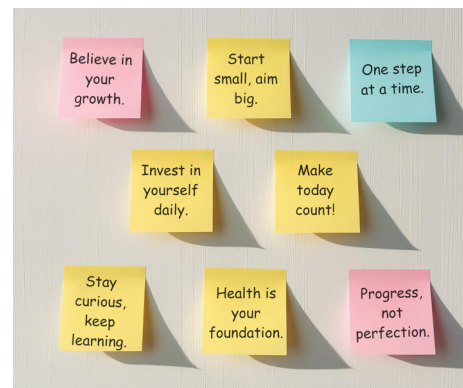 Believe in
your
growth.
Start
small, aim
big.
One step
at a time.
Invest in
yourself
daily.
Make
today
count!
Stay
curious,
keep
learning.
Health is
your
foundation.
Progress,
not
perfection.